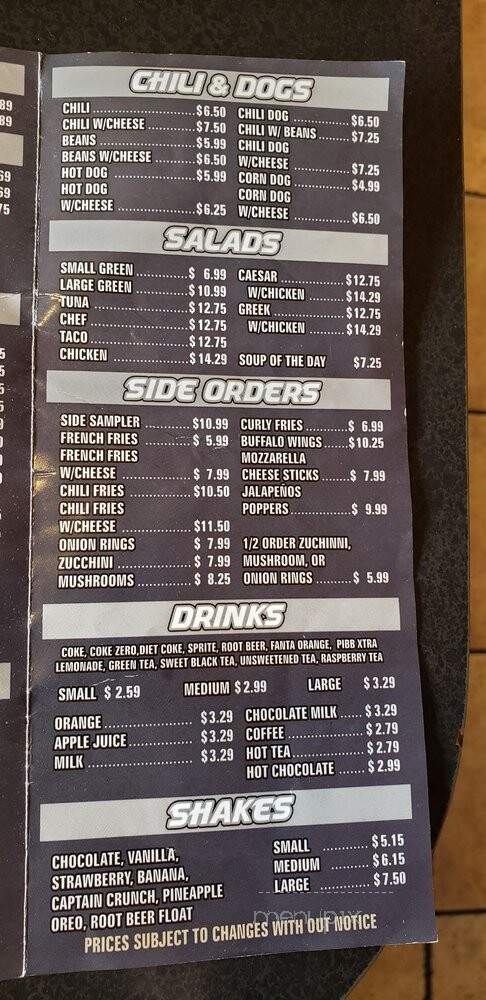 89
89
69
69
75
CHILI & DOGS
CHILI ........ $6.50
CHILI W/CHEESE ........ $7.50
BEANS ........ $5.99
BEANS W/CHEESE ........ $6.50
HOT DOG ........ $5.99
HOT DOG
W/CHEESE ........ $6.25
CHILI DOG ........ $6.50
CHILI W/ BEANS ........ $7.25
CHILI DOG
W/CHEESE ........ $7.25
CORN DOG ........ $4.99
CORN DOG
W/CHEESE ........ $6.50
SALADS
SMALL GREEN ........ $ 6.99
LARGE GREEN ........ $ 10.99
TUNA ........ $ 12.75
CHEF ........ $ 12.75
TACO ........ $ 12.75
CHICKEN ........ $ 14.29
CAESAR ........ $12.75
W/CHICKEN ........ $14.29
GREEK ........ $12.75
W/CHICKEN ........ $14.29
SOUP OF THE DAY $7.25
SIDE ORDERS
SIDE SAMPLER ........ $10.99
FRENCH FRIES ........ $ 5.99
FRENCH FRIES
W/CHEESE ........ $ 7.99
CHILI FRIES ........ $10.50
CHILI FRIES
W/CHEESE ........ $11.50
ONION RINGS ........ $ 7.99
ZUCCHINI ........ $ 7.99
MUSHROOMS ........ $ 8.25
CURLY FRIES ........ $ 6.99
BUFFALO WINGS ........ $10.25
MOZZARELLA
CHEESE STICKS ........ $ 7.99
JALAPEÑOS
POPPERS ........ $ 9.99
1/2 ORDER ZUCHINNI,
MUSHROOM, OR
ONION RINGS ........ $ 5.99
DRINKS
COKE, COKE ZERO,DIET COKE, SPRITE, ROOT BEER, FANTA ORANGE, PIBB XTRA
LEMONADE, GREEN TEA, SWEET BLACK TEA, UNSWEETENED TEA, RASPBERRY TEA
SMALL $ 2.59 MEDIUM $ 2.99 LARGE $ 3.29
ORANGE ........ $ 3.29
APPLE JUICE ........ $ 3.29
MILK ........ $ 3.29
CHOCOLATE MILK ........ $ 3.29
COFFEE ........ $ 2.79
HOT TEA ........ $ 2.79
HOT CHOCOLATE ........ $ 2.99
SHAKES
CHOCOLATE, VANILLA,
STRAWBERRY, BANANA,
CAPTAIN CRUNCH, PINEAPPLE
OREO, ROOT BEER FLOAT
SMALL ........ $ 5.15
MEDIUM ........ $ 6.15
LARGE ........ $ 7.50
menupix
PRICES SUBJECT TO CHANGES WITH OUT NOTICE